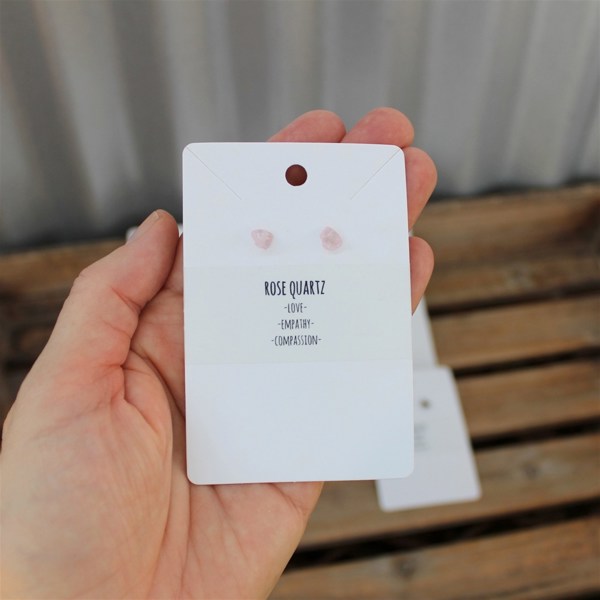 ROSE QUARTZ
-LOVE-
-EMPATHY-
-COMPASSION-